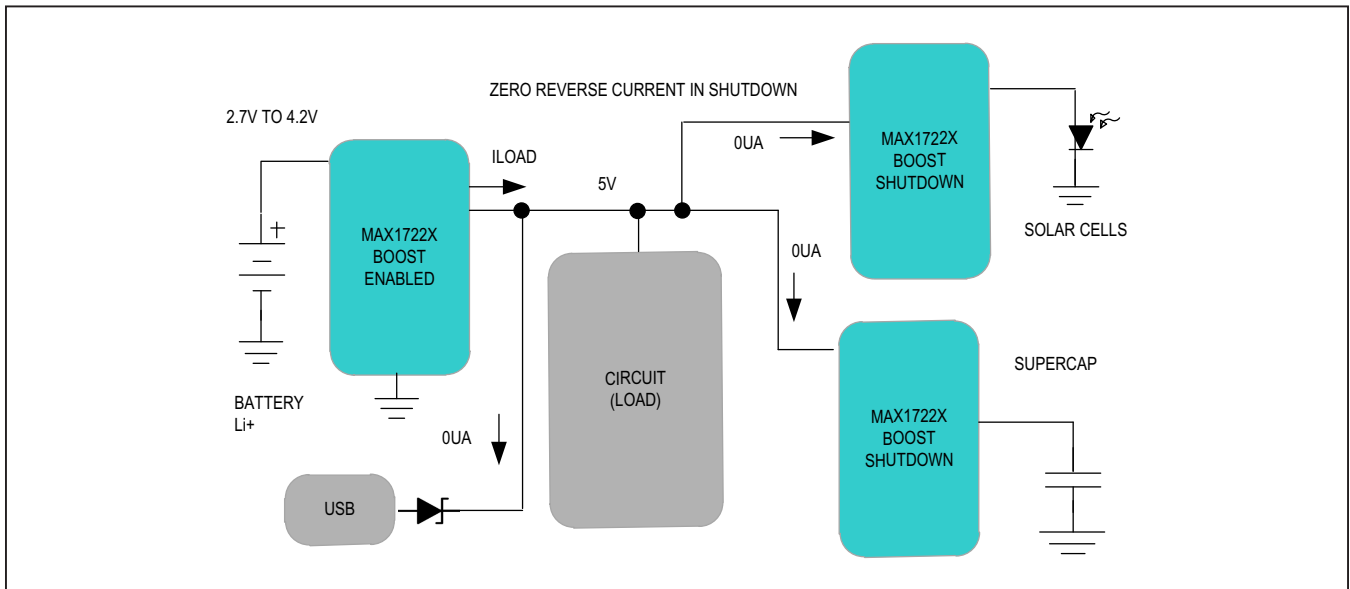 ZERO REVERSE CURRENT IN SHUTDOWN
2.7V TO 4.2V
MAX1722X
BOOST
ENABLED
+
BATTERY
Li+
ILOAD
5V
0UA
MAX1722X
BOOST
SHUTDOWN
SOLAR CELLS
0UA
CIRCUIT
(LOAD)
0UA
USB
MAX1722X
BOOST
SHUTDOWN
SUPERCAP